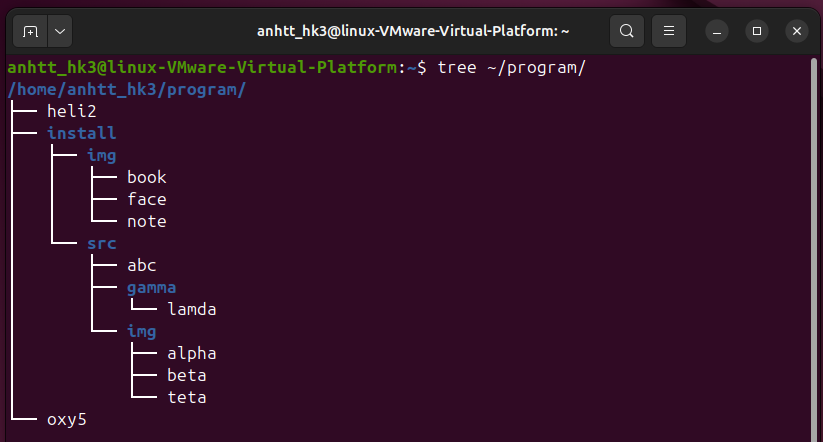 anhtt_hk3@linux-VMware-Virtual-Platform: ~
anhtt_hk3@linux-VMware-Virtual-Platform:~$ tree ~/program/
/home/anhtt_hk3/program/
├── heli2
├── install
│   ├── img
│   │   ├── book
│   │   ├── face
│   │   └── note
│   └── src
│       ├── abc
│       ├── gamma
│       │   └── lamda
│       └── img
│           ├── alpha
│           ├── beta
│           └── teta
└── oxy5